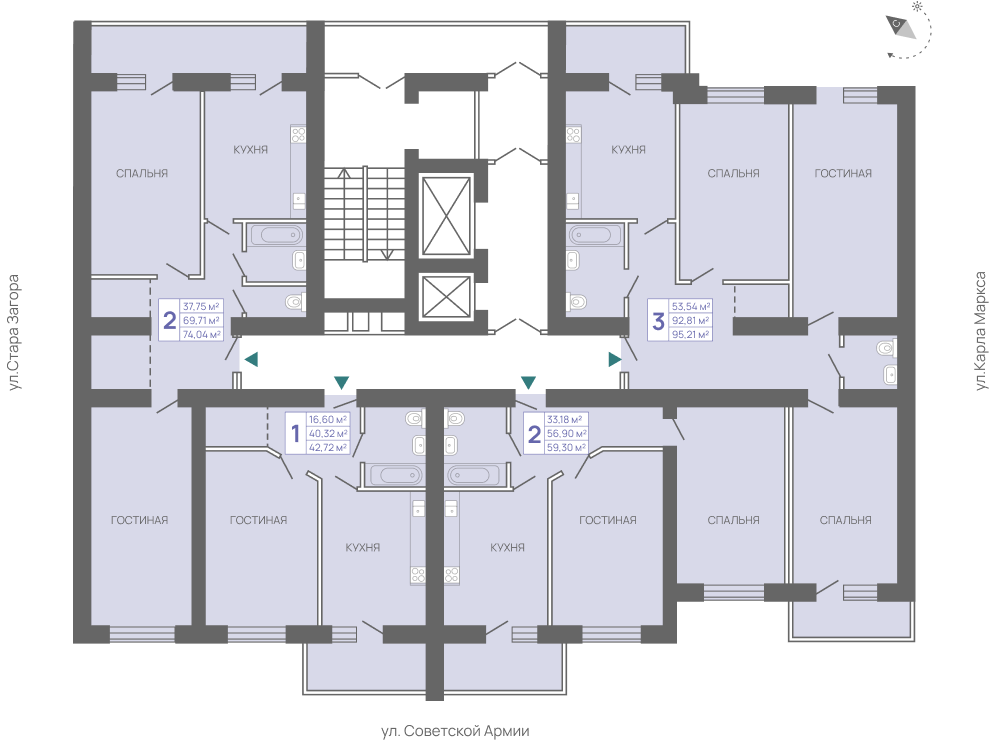 С
СПАЛЬНЯ
КУХНЯ
КУХНЯ
СПАЛЬНЯ
ГОСТИНАЯ
ул.Стара Загора
ул.Карла Маркса
2
37,75 м²
69,71 м²
74,04 м²
3
53,54 м²
92,81 м²
95,21 м²
1
16,60 м²
40,32 м²
42,72 м²
2
33,18 м²
56,90 м²
59,30 м²
ГОСТИНАЯ
ГОСТИНАЯ
КУХНЯ
КУХНЯ
ГОСТИНАЯ
СПАЛЬНЯ
СПАЛЬНЯ
ул. Советской Армии